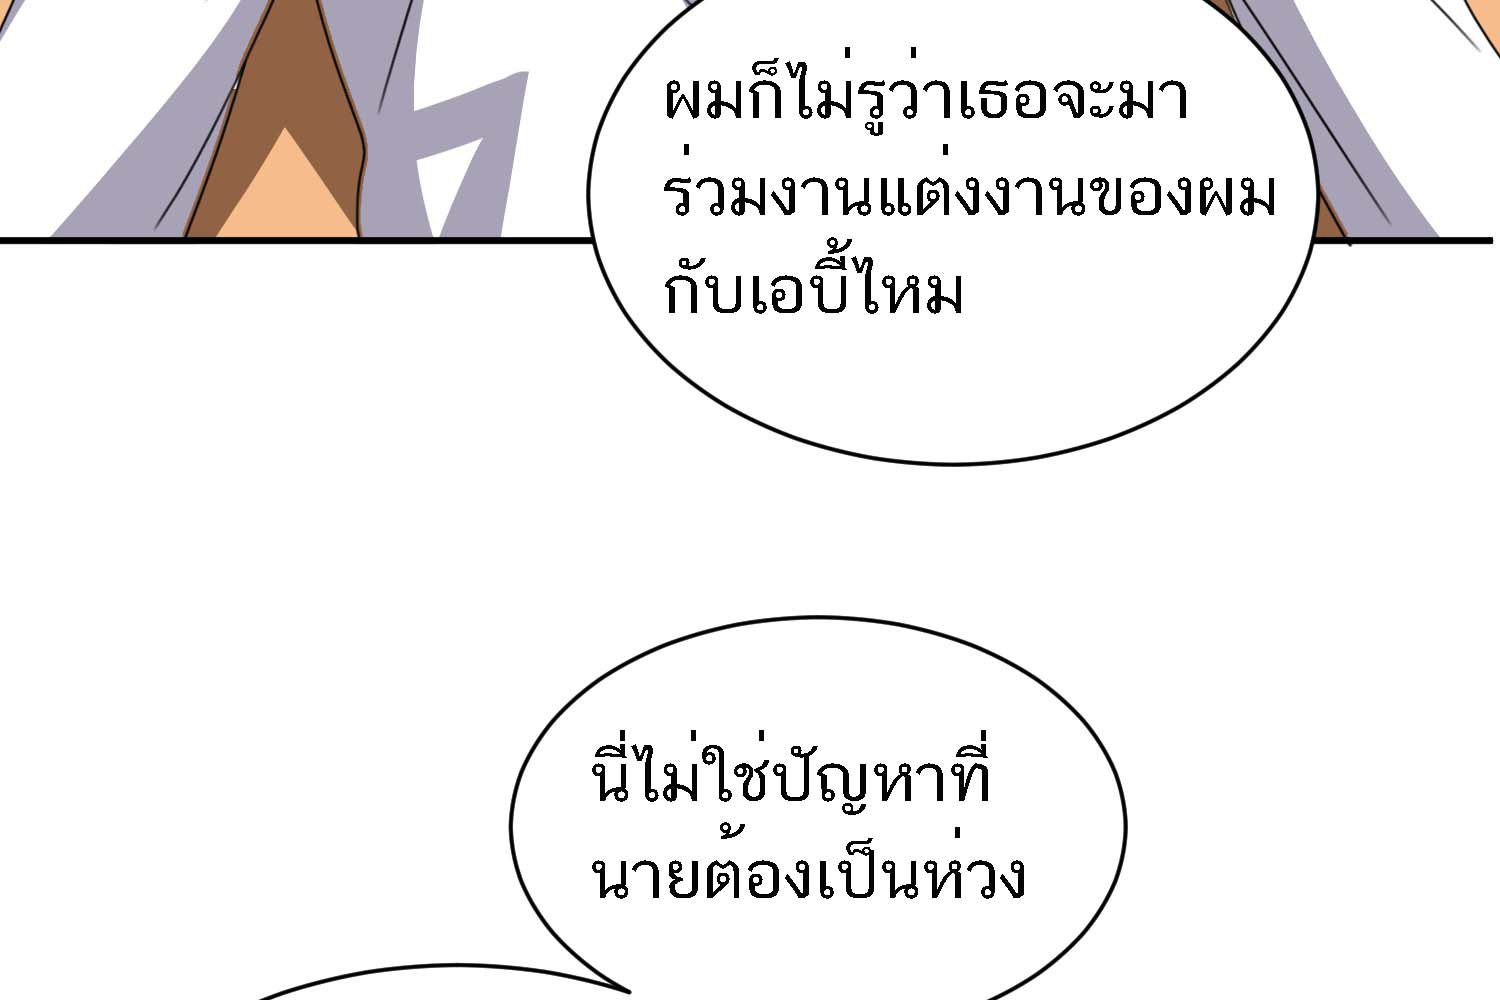 ผมก็ไม่รู้ว่าเธอจะมา
ร่วมงานแต่งงานของผม
กับเอบี้ไหม
นี่ไม่ใช่ปัญหาที่
นายต้องเป็นห่วง